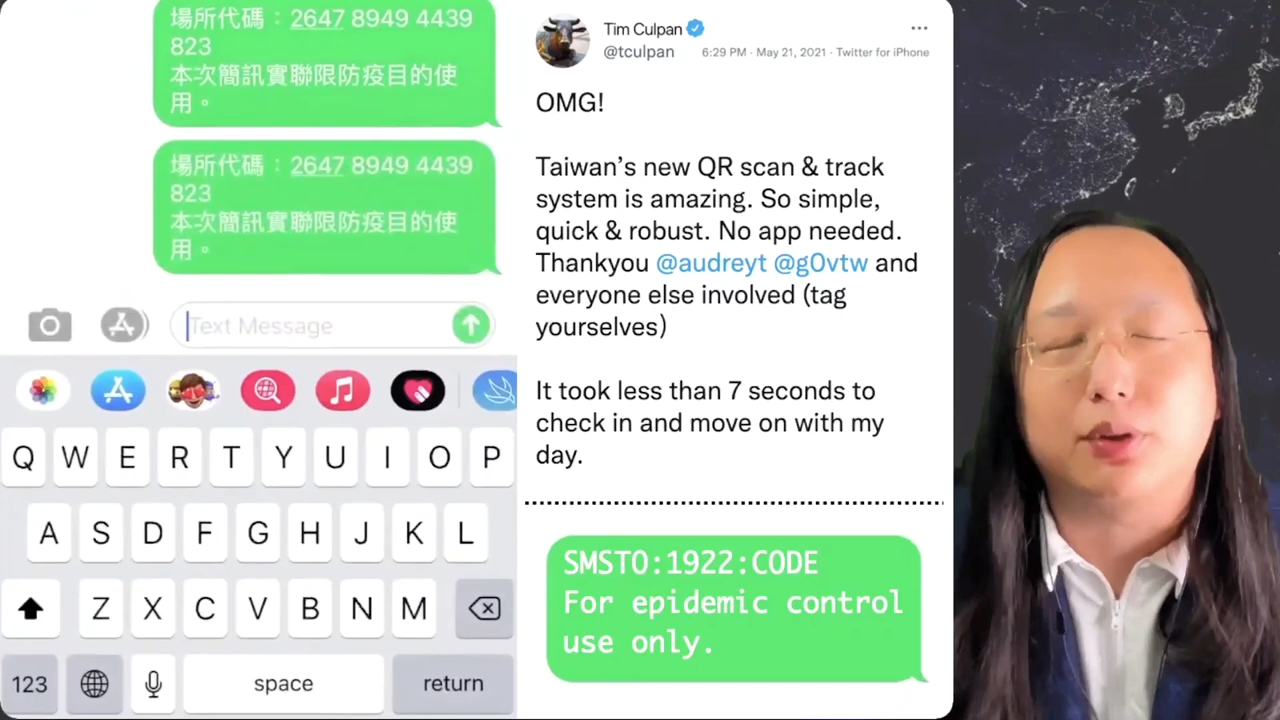 場所代碼：2647 8949 4439
823
本次簡訊實聯限防疫目的使
用。
場所代碼：2647 8949 4439
823
本次簡訊實聯限防疫目的使
用。
Text Message
Q W E R T Y U I O P
A S D F G H J K L
Z X C V B N M
123 space return
Tim Culpan
@tculpan 6:29 PM · May 21, 2021 · Twitter for iPhone
OMG!
Taiwan’s new QR scan & track
system is amazing. So simple,
quick & robust. No app needed.
Thankyou @audreyt @g0vtw and
everyone else involved (tag
yourselves)
It took less than 7 seconds to
check in and move on with my
day.
SMSTO:1922:CODE
For epidemic control
use only.